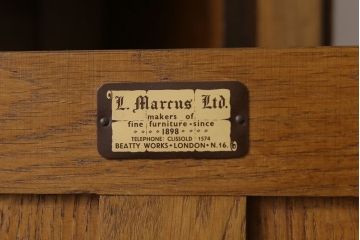 L. Marcus Ltd.
makers of
fine furniture • since
• • • • 1898 • • • •
TELEPHONE: CLISSOLD 1574
BEATTY WORKS • LONDON • N.16.